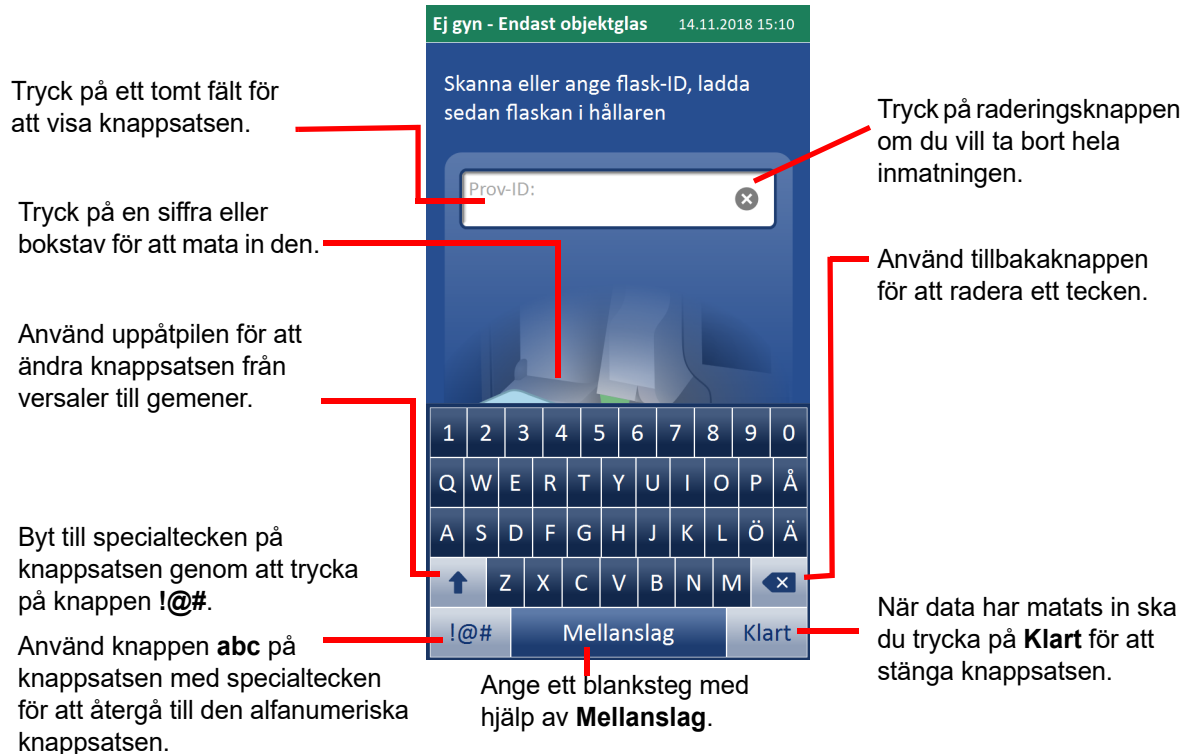 Ej gyn - Endast objektglas 14.11.2018 15:10
Skanna eller ange flask-ID, ladda
sedan flaskan i hållaren
Prov-ID:
Tryck på ett tomt fält för
att visa knappsatsen.
Tryck på en siffra eller
bokstav för att mata in den.
Använd uppåtpilen för att
ändra knappsatsen från
versaler till gemener.
Byt till specialtecken på
knappsatsen genom att trycka
på knappen !@#.
Använd knappen abc på
knappsatsen med specialtecken
för att återgå till den alfanumeriska
knappsatsen.
Tryck på raderingsknappen
om du vill ta bort hela
inmatningen.
Använd tillbakaknappen
för att radera ett tecken.
När data har matats in ska
du trycka på Klart för att
stänga knappsatsen.
1 2 3 4 5 6 7 8 9 0
Q W E R T Y U I O P Å
A S D F G H J K L Ö Ä
Z X C V B N M
!@# Mellanslag Klart
Ange ett blanksteg med
hjälp av Mellanslag.